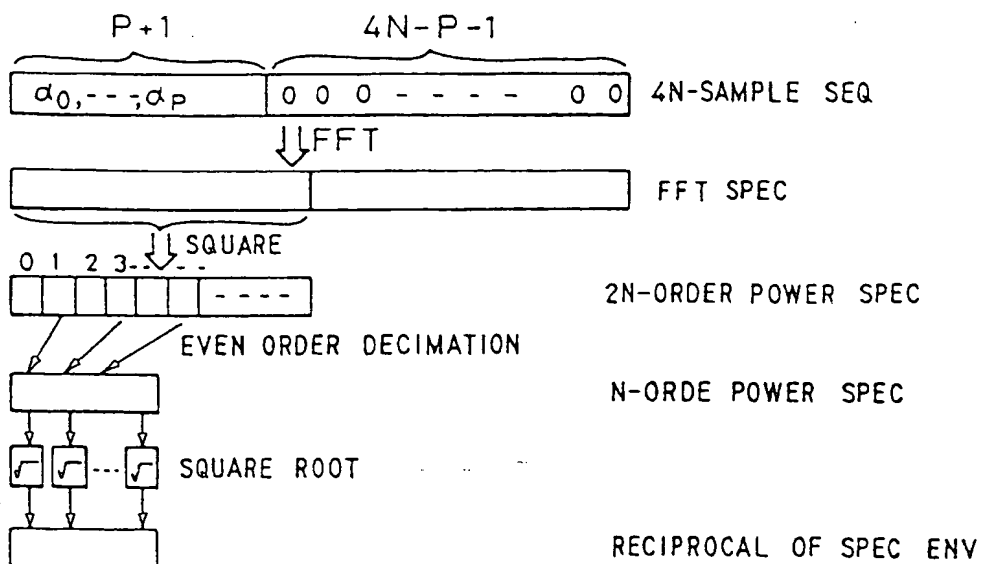 P+1 4N-P-1
α0,---,αP 0 0 0 - - - - 0 0 4N-SAMPLE SEQ
FFT
FFT SPEC
SQUARE
0 1 2 3-- - -
- - - - 2N-ORDER POWER SPEC
EVEN ORDER DECIMATION
N-ORDE POWER SPEC
√ √ --- √ SQUARE ROOT
RECIPROCAL OF SPEC ENV